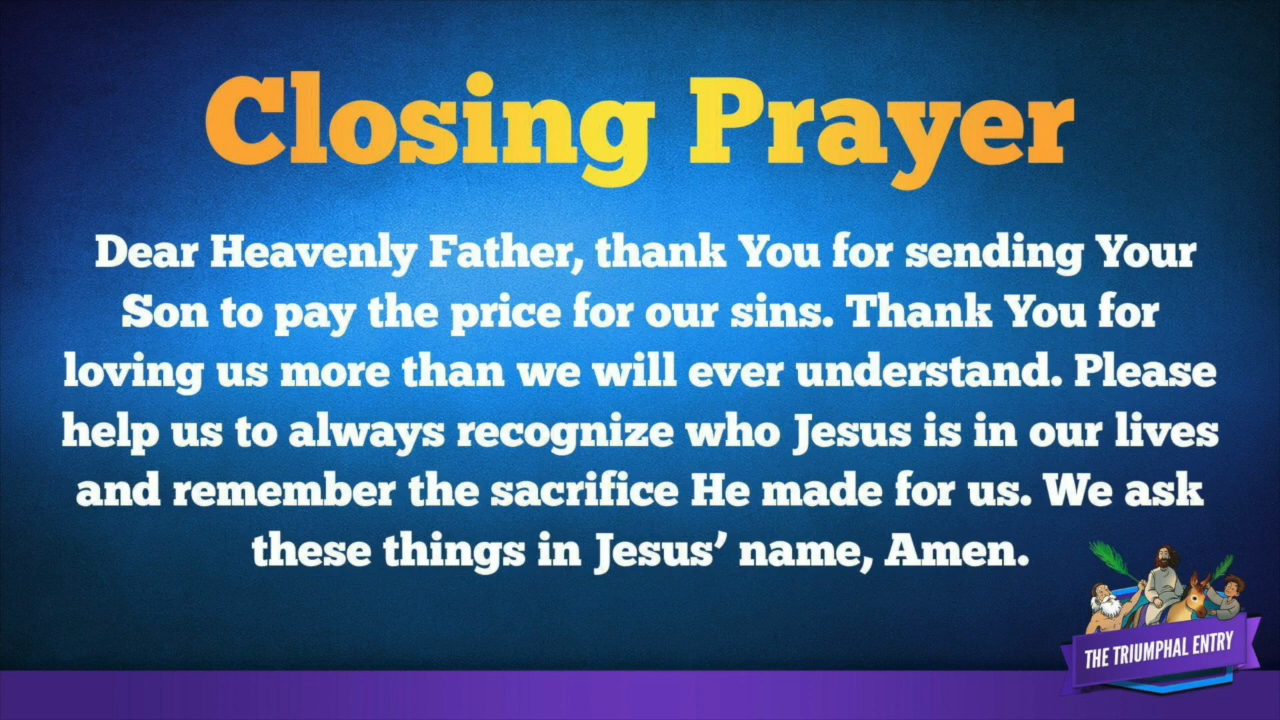 Closing Prayer
Dear Heavenly Father, thank You for sending Your
Son to pay the price for our sins. Thank You for
loving us more than we will ever understand. Please
help us to always recognize who Jesus is in our lives
and remember the sacrifice He made for us. We ask
these things in Jesus’ name, Amen.
THE TRIUMPHAL ENTRY